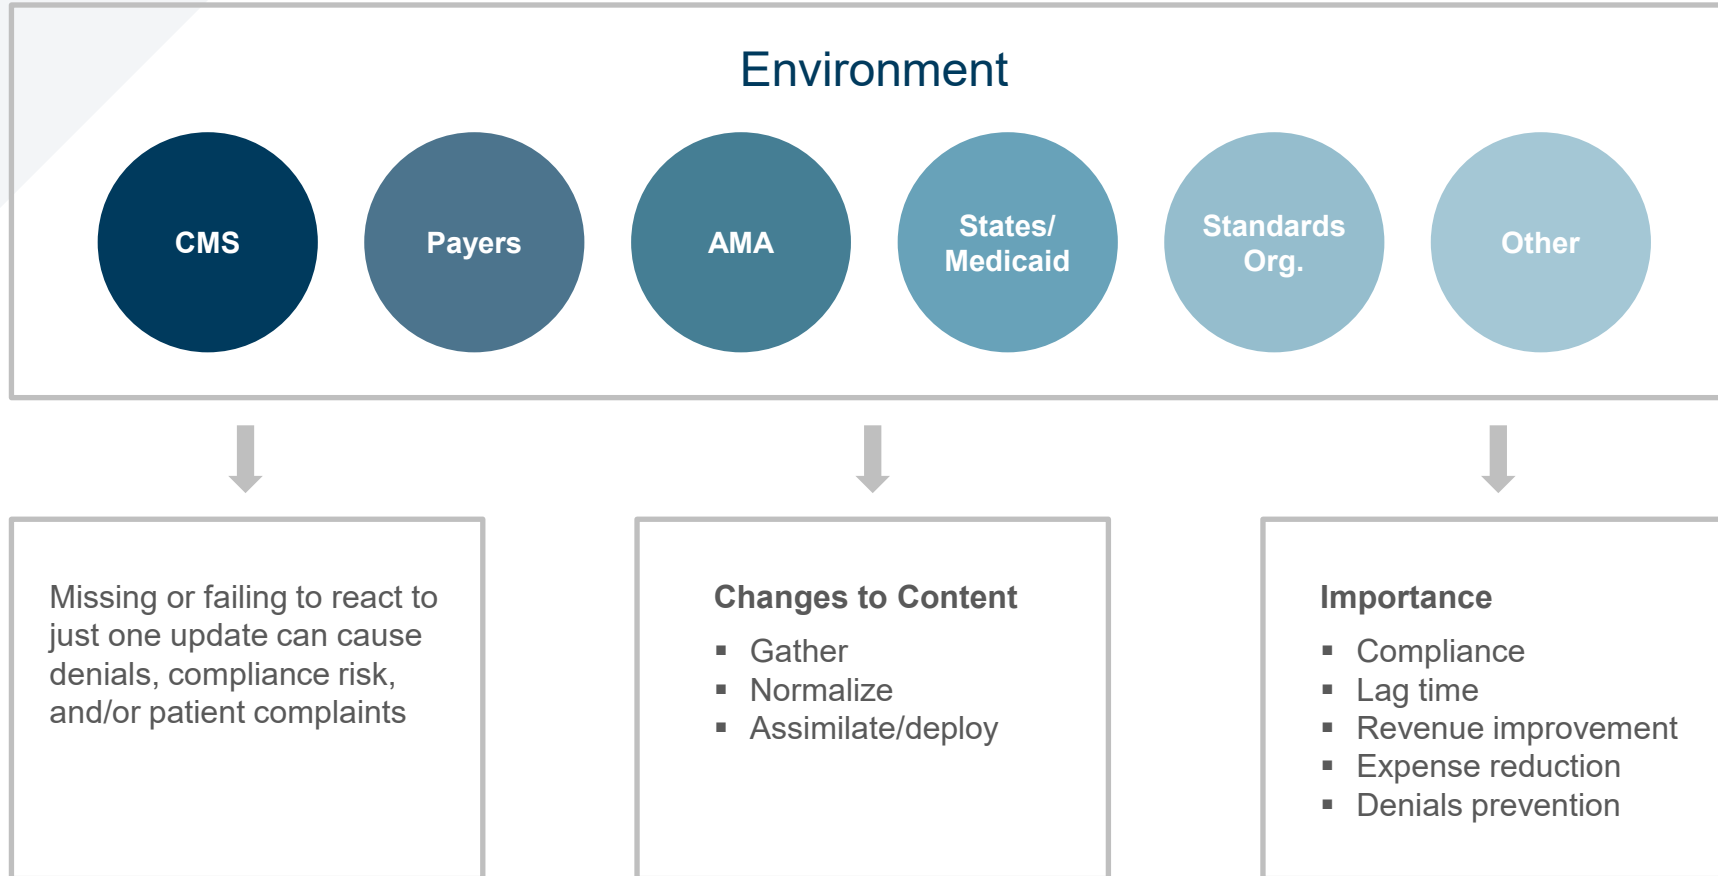 Environment
CMS
Payers
AMA
States/
Medicaid
Standards
Org.
Other
Missing or failing to react to
just one update can cause
denials, compliance risk,
and/or patient complaints
Changes to Content
▪ Gather
▪ Normalize
▪ Assimilate/deploy
Importance
▪ Compliance
▪ Lag time
▪ Revenue improvement
▪ Expense reduction
▪ Denials prevention